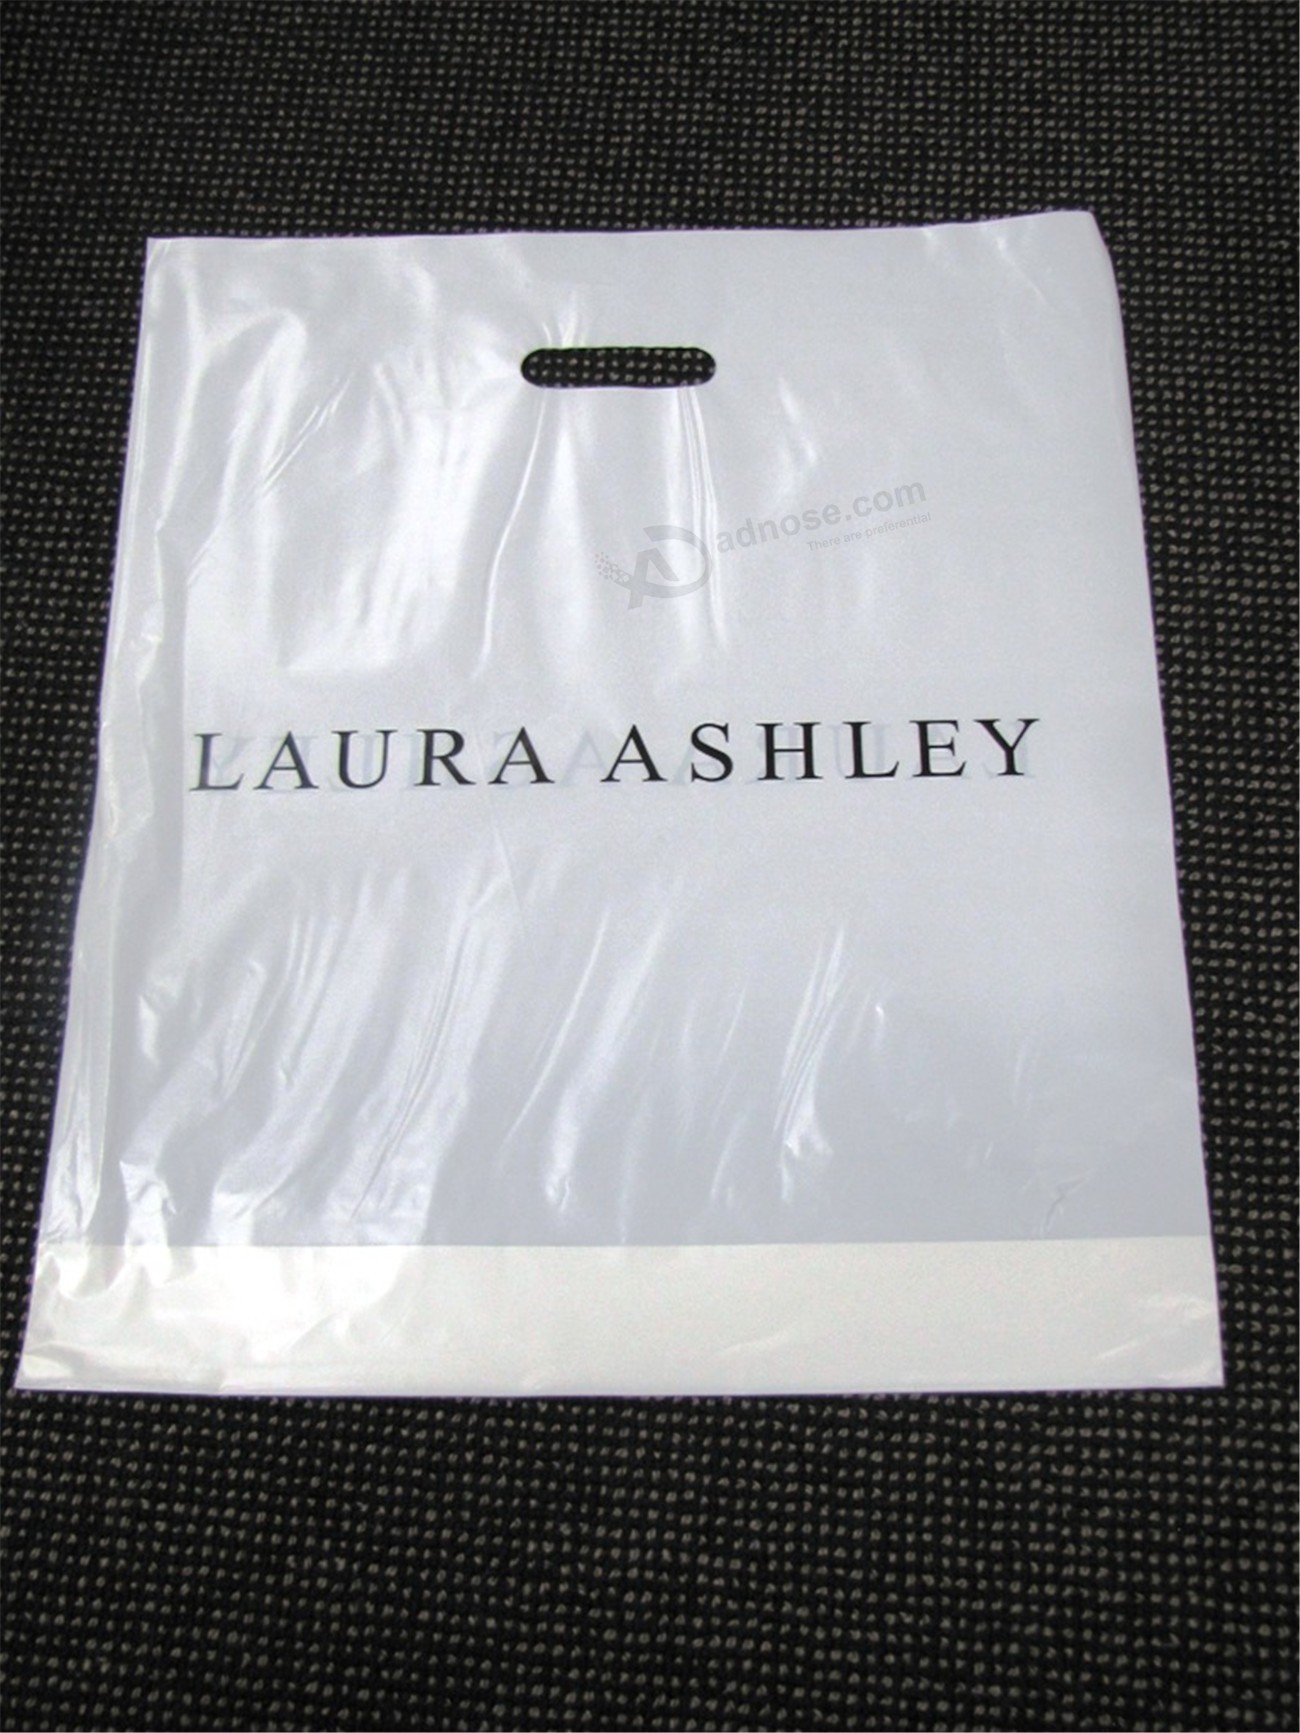 adnose.com
There are preferential
LAURA ASHLEY